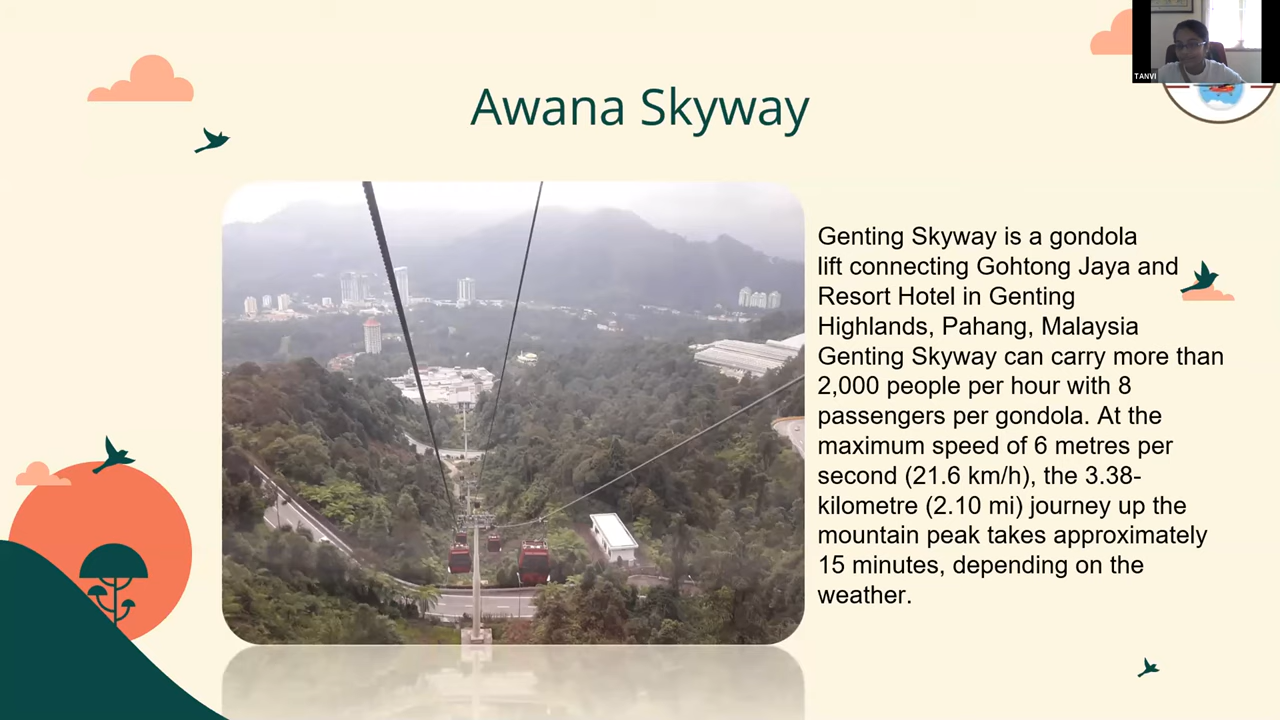 TANVI
Awana Skyway
Genting Skyway is a gondola
lift connecting Gohtong Jaya and
Resort Hotel in Genting
Highlands, Pahang, Malaysia
Genting Skyway can carry more than
2,000 people per hour with 8
passengers per gondola. At the
maximum speed of 6 metres per
second (21.6 km/h), the 3.38-
kilometre (2.10 mi) journey up the
mountain peak takes approximately
15 minutes, depending on the
weather.